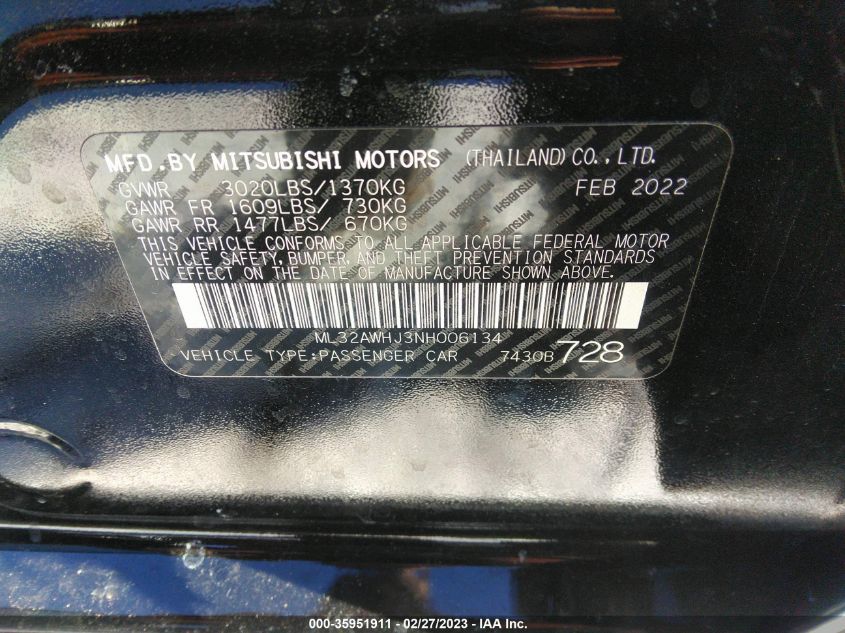 MFD.BY MITSUBISHI MOTORS (THAILAND)CO.,LTD.
GVWR 3020LBS/1370KG FEB 2022
GAWR FR 1609LBS/ 730KG
GAWR RR 1477LBS/ 670KG
THIS VEHICLE CONFORMS TO ALL APPLICABLE FEDERAL MOTOR
VEHICLE SAFETY, BUMPER, AND THEFT PREVENTION STANDARDS
IN EFFECT ON THE DATE OF MANUFACTURE SHOWN ABOVE.
ML32AWHJ3NH006134
VEHICLE TYPE:PASSENGER CAR 7430B 728
000-35951911 - 02/27/2023 - © IAA Inc.